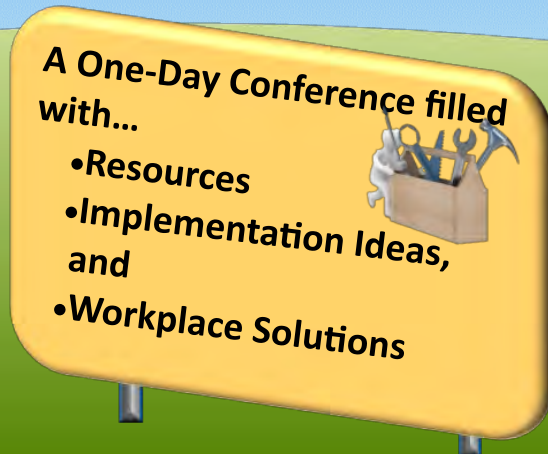 A One-Day Conference filled
with…
•Resources
•Implementation Ideas,
and
•Workplace Solutions